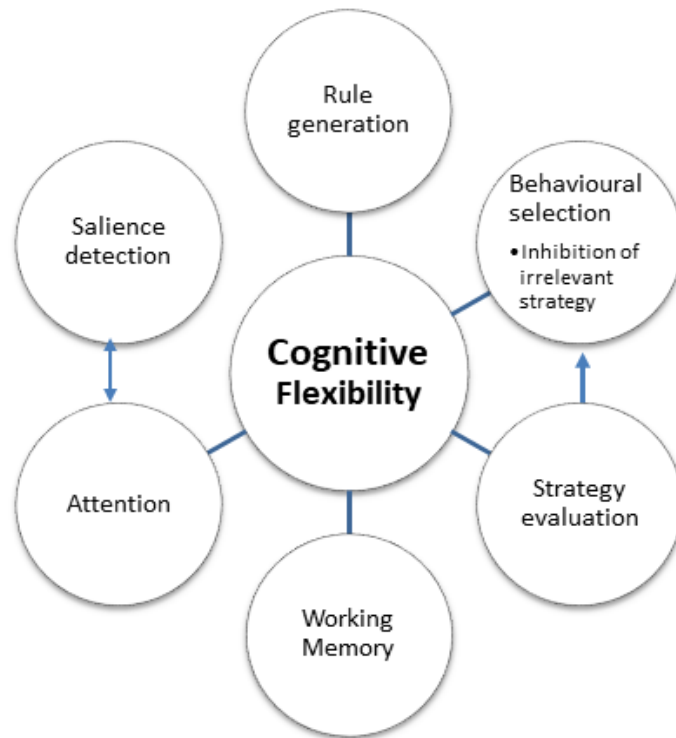 Rule
generation
Salience
detection
Behavioural
selection
•Inhibition of
irrelevant
strategy
Cognitive
Flexibility
Attention
Strategy
evaluation
Working
Memory